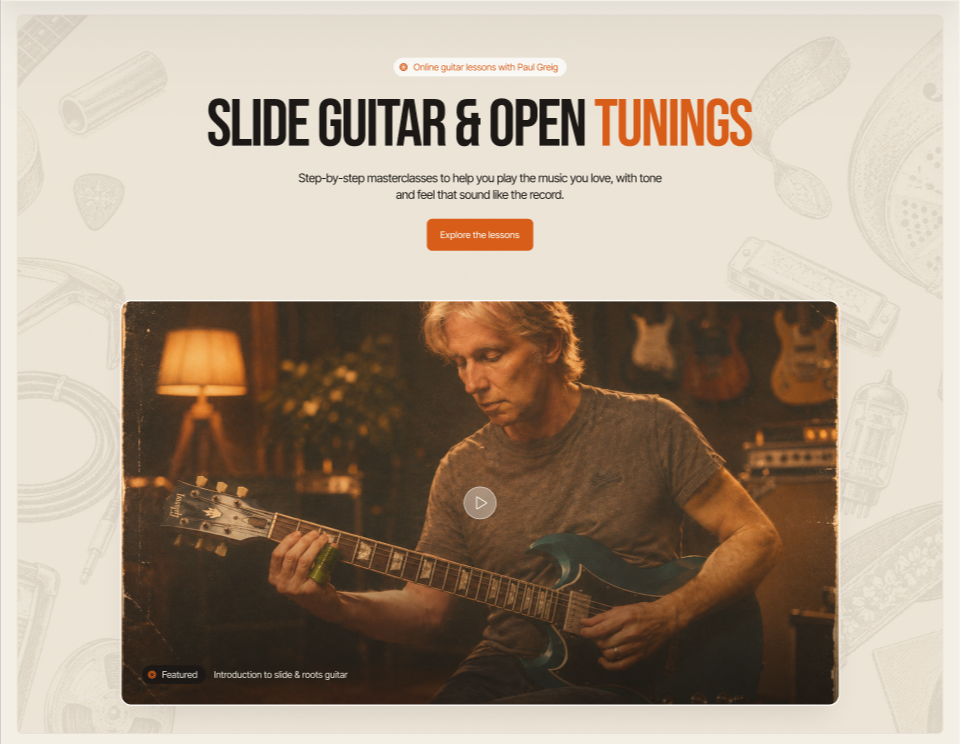 Online guitar lessons with Paul Greig
SLIDE GUITAR & OPEN TUNINGS
Step-by-step masterclasses to help you play the music you love, with tone
and feel that sound like the record.
Explore the lessons
Featured
Introduction to slide & roots guitar